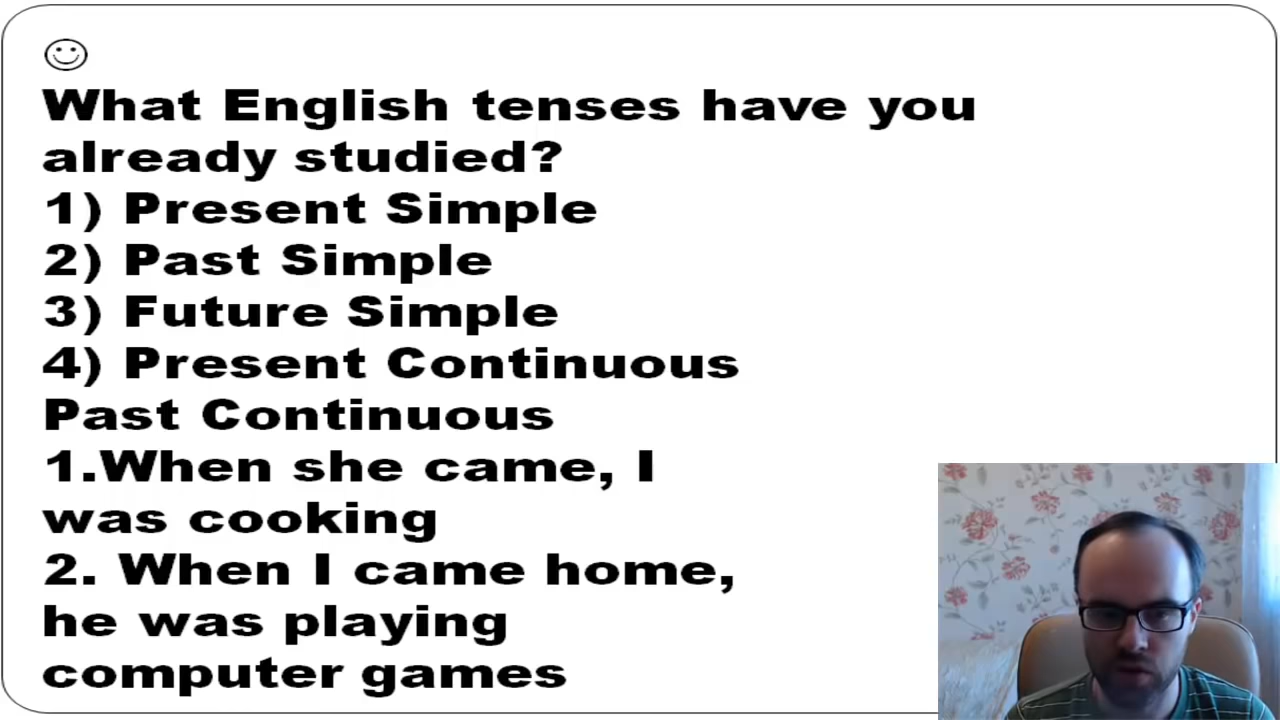 What English tenses have you
already studied?
1) Present Simple
2) Past Simple
3) Future Simple
4) Present Continuous
Past Continuous
1.When she came, I
was cooking
2. When I came home,
he was playing
computer games